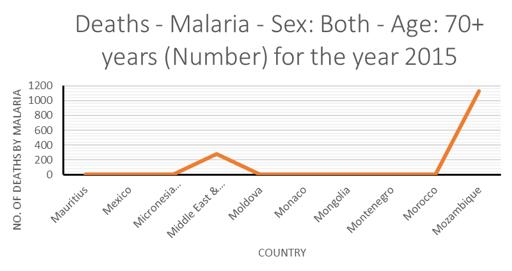 Deaths - Malaria - Sex: Both - Age: 70+
years (Number) for the year 2015
NO. OF DEATHS BY MALARIA
1200
1000
800
600
400
200
0
Mauritius
Mexico
Micronesia...
Middle East &...
Moldova
Monaco
Mongolia
Montenegro
Morocco
Mozambique
COUNTRY